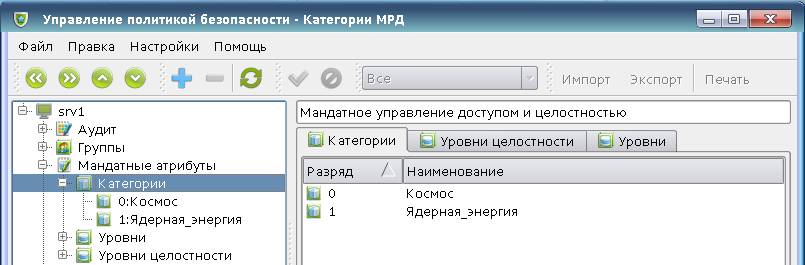 Управление политикой безопасности - Категории МРД
Файл Правка Настройки Помощь
Все Импорт Экспорт Печать
srv1
Аудит
Группы
Мандатные атрибуты
Категории
0:Космос
1:Ядерная_энергия
Уровни
Уровни целостности
Мандатное управление доступом и целостностью
Категории Уровни целостности Уровни
Разряд Наименование
0 Космос
1 Ядерная_энергия